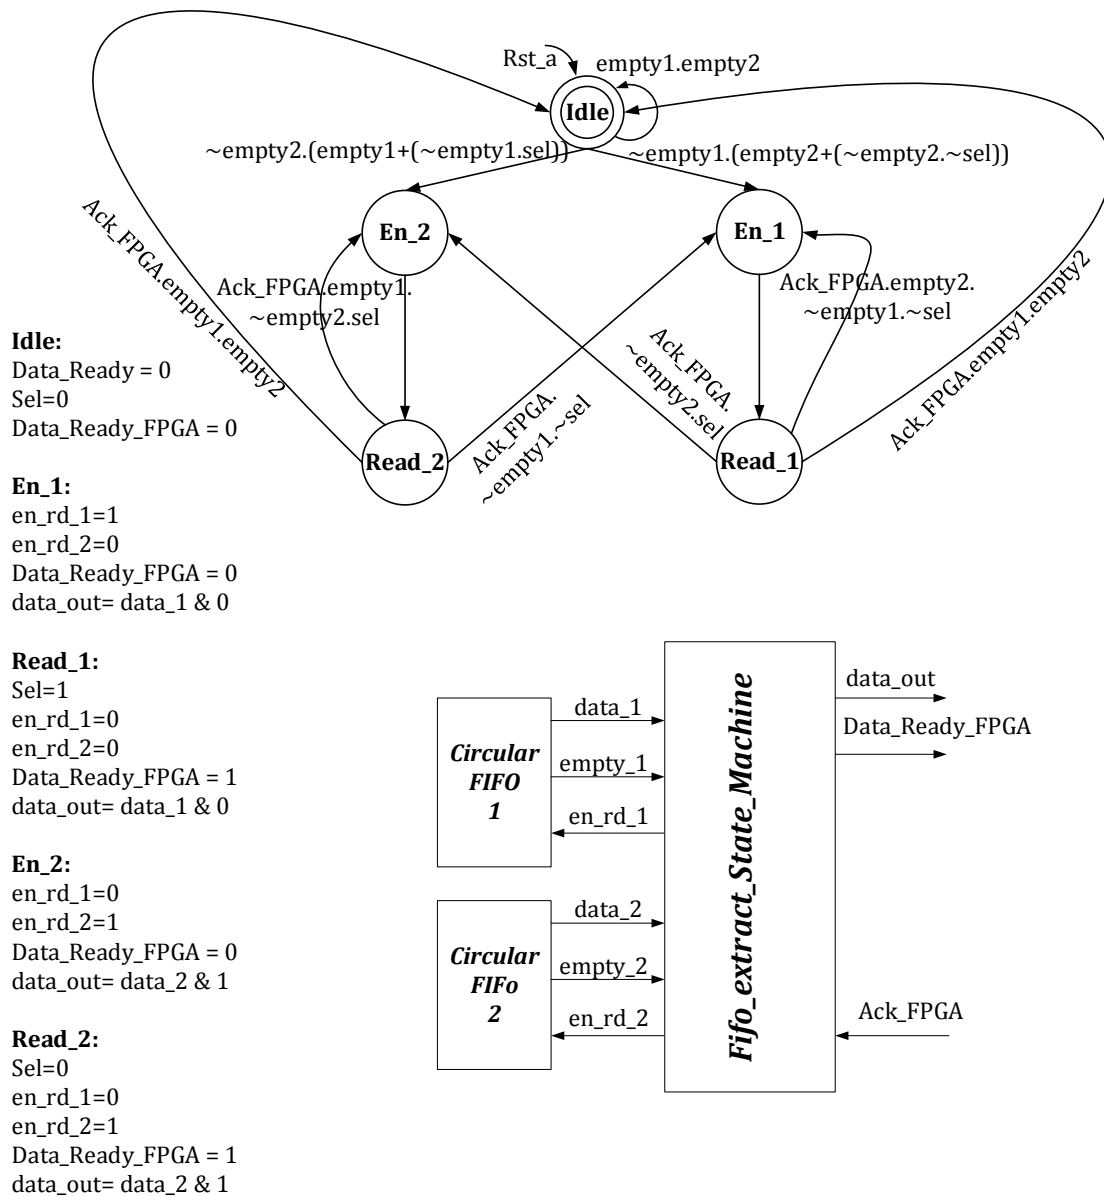 Rst_a
empty1.empty2
Idle
~empty2.(empty1+(~empty1.sel))
~empty1.(empty2+(~empty2.~sel))
En_2
En_1
Ack_FPGA.empty1.empty2
Ack_FPGA.empty1.
~empty2.sel
Ack_FPGA.empty2.
~empty1.~sel
Ack_FPGA.
~empty1.~sel
Ack_FPGA.
~empty2.sel
Ack_FPGA.empty1.empty2
Read_2
Read_1
Idle:
Data_Ready = 0
Sel=0
Data_Ready_FPGA = 0
En_1:
en_rd_1=1
en_rd_2=0
Data_Ready_FPGA = 0
data_out= data_1 & 0
Read_1:
Sel=1
en_rd_1=0
en_rd_2=0
Data_Ready_FPGA = 1
data_out= data_1 & 0
En_2:
en_rd_1=0
en_rd_2=1
Data_Ready_FPGA = 0
data_out= data_2 & 1
Read_2:
Sel=0
en_rd_1=0
en_rd_2=1
Data_Ready_FPGA = 1
data_out= data_2 & 1
Circular
FIFO
1
data_1
empty_1
en_rd_1
Circular
FIFo
2
data_2
empty_2
en_rd_2
Fifo_extract_State_Machine
data_out
Data_Ready_FPGA
Ack_FPGA